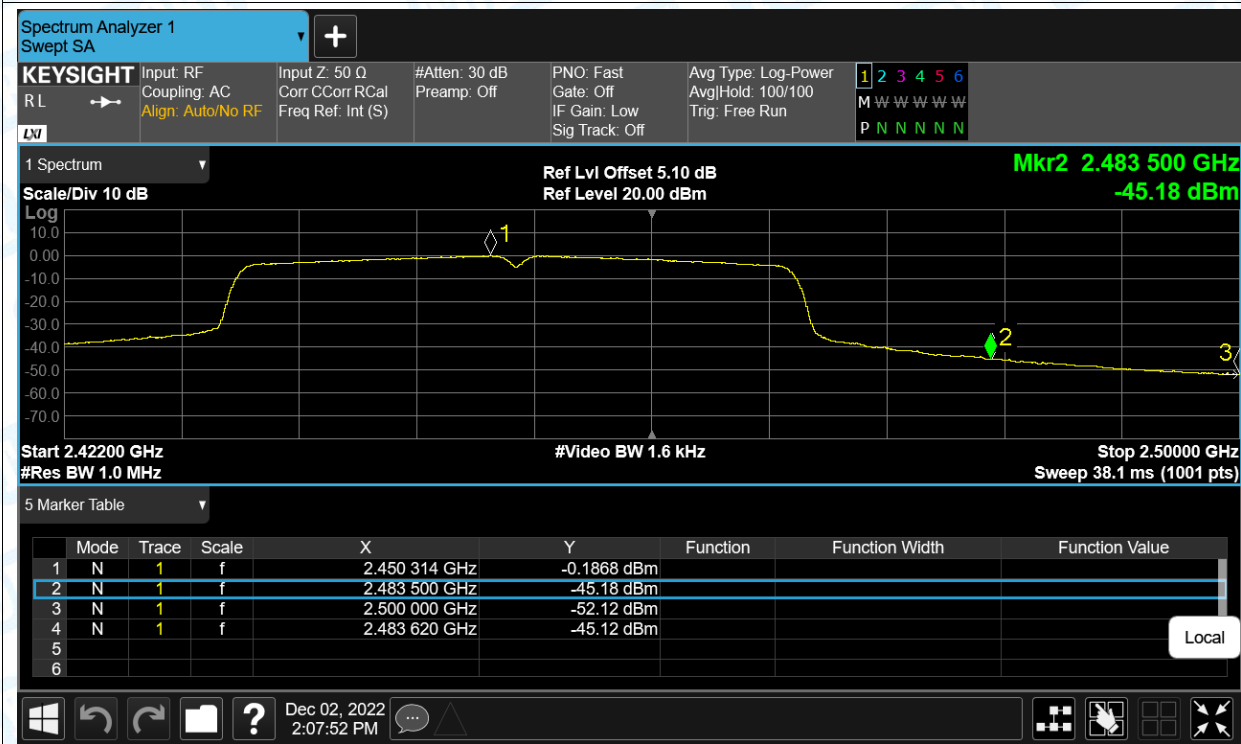 Spectrum Analyzer 1
Swept SA
KEYSIGHT
R L
LXI
Input: RF
Coupling: AC
Align: Auto/No RF
Input Z: 50 Ω
Corr CCorr RCal
Freq Ref: Int (S)
#Atten: 30 dB
Preamp: Off
PNO: Fast
Gate: Off
IF Gain: Low
Sig Track: Off
Avg Type: Log-Power
Avg|Hold: 100/100
Trig: Free Run
1 2 3 4 5 6
M W W W W W W
P N N N N N
1 Spectrum
Scale/Div 10 dB
Ref Lvl Offset 5.10 dB
Ref Level 20.00 dBm
Mkr2 2.483 500 GHz
-45.18 dBm
Log
10.0
0.00
-10.0
-20.0
-30.0
-40.0
-50.0
-60.0
-70.0
1
2
3
Start 2.42200 GHz
#Video BW 1.6 kHz
Stop 2.50000 GHz
#Res BW 1.0 MHz
Sweep 38.1 ms (1001 pts)
5 Marker Table
Mode Trace Scale X Y Function Function Width Function Value
1 N 1 f 2.450 314 GHz -0.1868 dBm
2 N 1 f 2.483 500 GHz -45.18 dBm
3 N 1 f 2.500 000 GHz -52.12 dBm
4 N 1 f 2.483 620 GHz -45.12 dBm
5
6
Local
?
Dec 02, 2022
2:07:52 PM